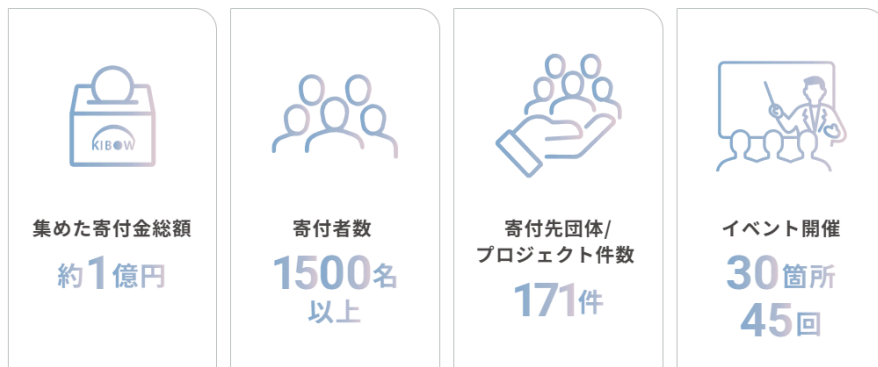 KIBOW
集めた寄付金総額
約1億円
寄付者数
1500名
以上
寄付先団体/
プロジェクト件数
171件
イベント開催
30箇所
45回